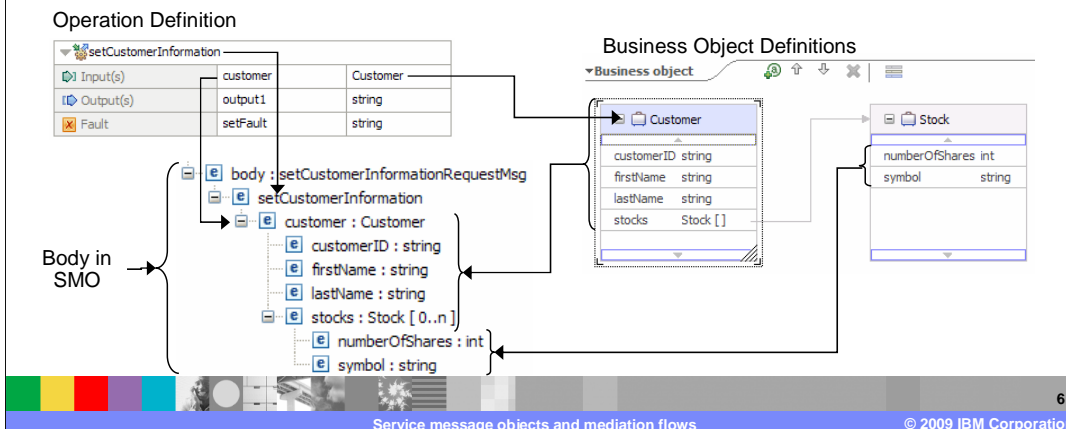 Operation Definition
setCustomerInformation
Input(s) customer Customer
Output(s) output1 string
Fault setFault string
Business Object Definitions
Business object
Customer
customerID string
firstName string
lastName string
stocks Stock [ ]
Stock
numberOfShares int
symbol string
Body in
SMO
body : setCustomerInformationRequestMsg
setCustomerInformation
customer : Customer
customerID : string
firstName : string
lastName : string
stocks : Stock [ 0..n ]
numberOfShares : int
symbol : string
6
Service message objects and mediation flows
© 2009 IBM Corporatio